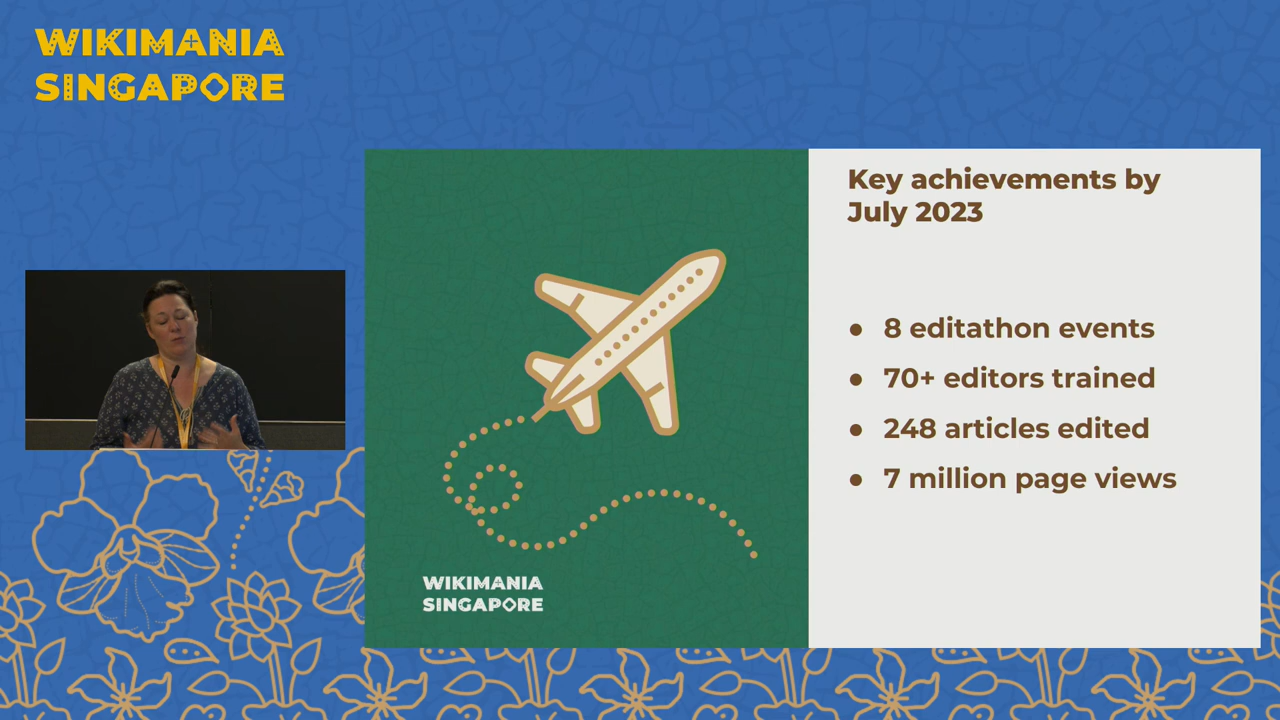 WIKIMANIA
SINGAPORE
Key achievements by
July 2023
● 8 editathon events
● 70+ editors trained
● 248 articles edited
● 7 million page views
WIKIMANIA
SINGAPORE